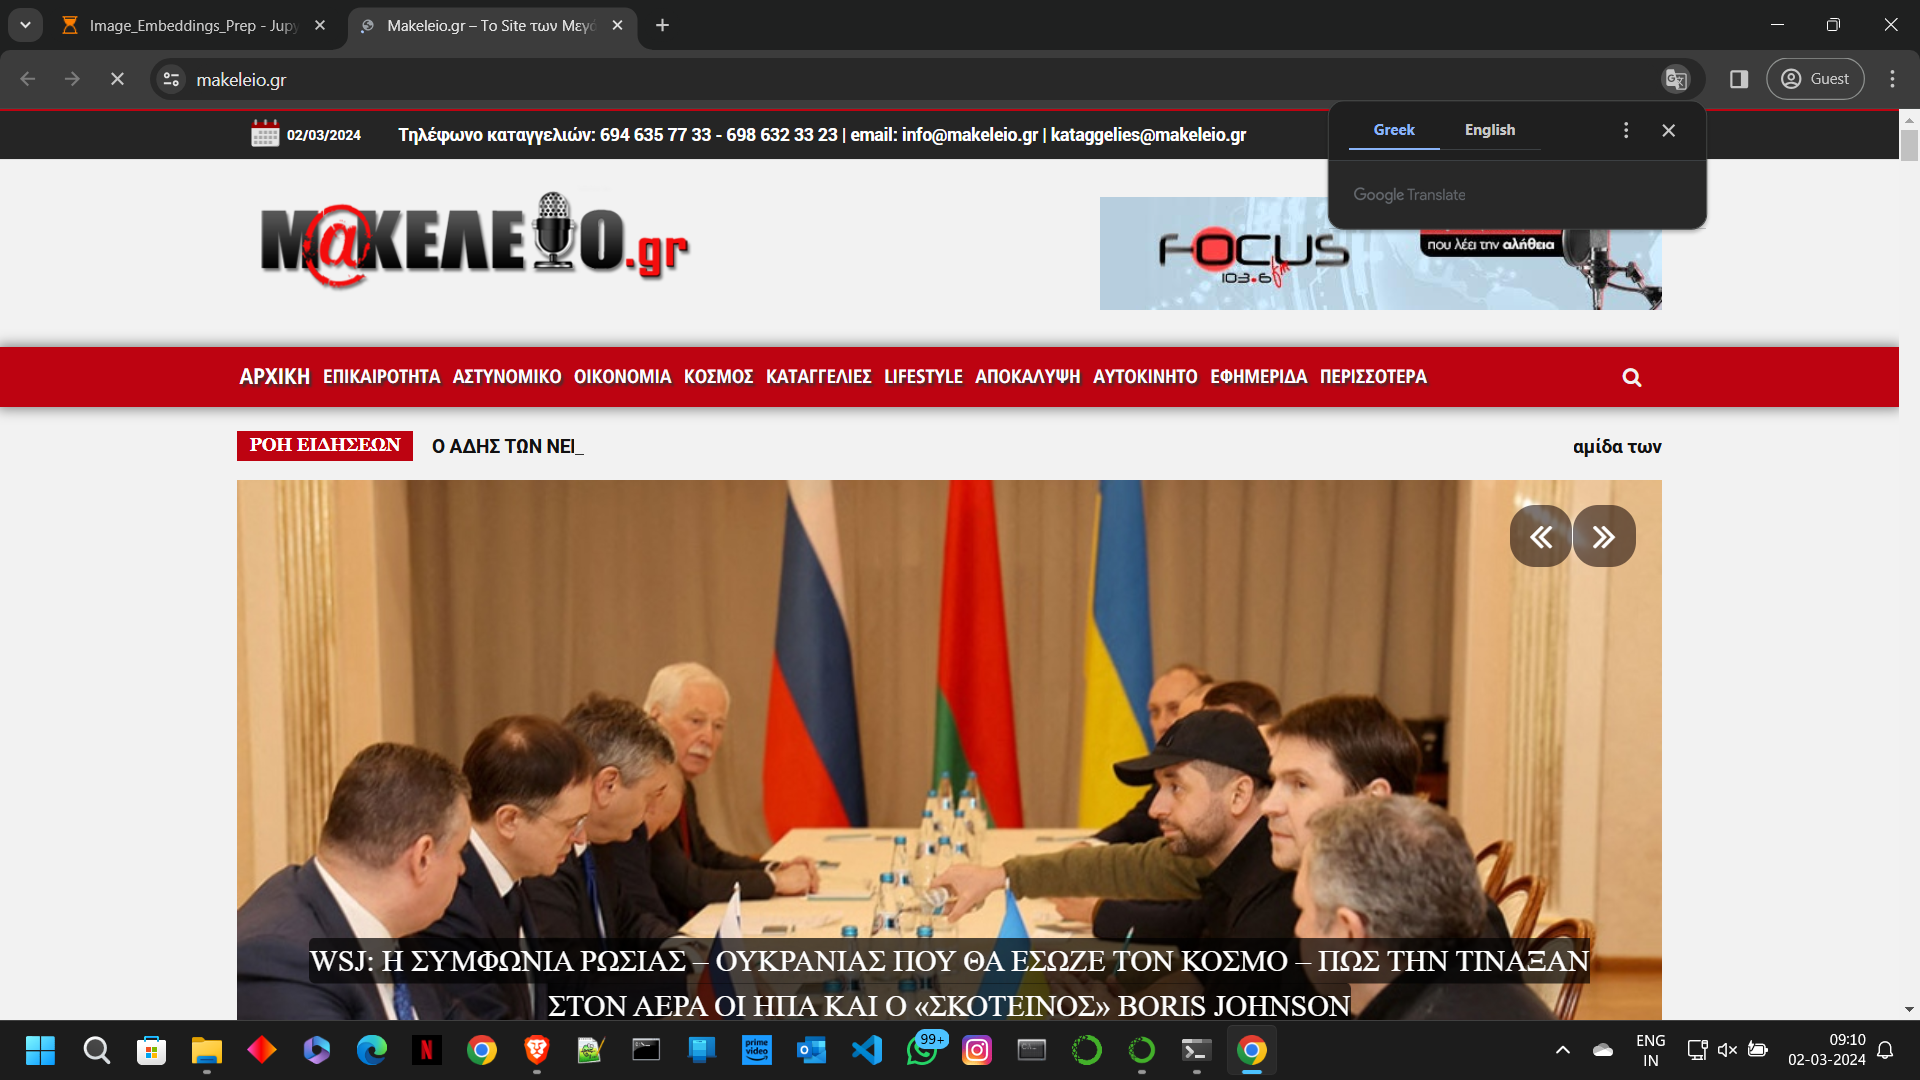 Image_Embeddings_Prep - Jupy
Makeleio.gr – Το Site των Μεγά
makeleio.gr
Guest
02/03/2024
Τηλέφωνο καταγγελιών: 694 635 77 33 - 698 632 33 23 | email: info@makeleio.gr | kataggelies@makeleio.gr
Greek
English
Google Translate
M@ΚΕΛΕΙΟ.gr
FOCUS
103.6 fm
που λέει την αλήθεια
ΑΡΧΙΚΗ ΕΠΙΚΑΙΡΟΤΗΤΑ ΑΣΤΥΝΟΜΙΚΟ ΟΙΚΟΝΟΜΙΑ ΚΟΣΜΟΣ ΚΑΤΑΓΓΕΛΙΕΣ LIFESTYLE ΑΠΟΚΑΛΥΨΗ ΑΥΤΟΚΙΝΗΤΟ ΕΦΗΜΕΡΙΔΑ ΠΕΡΙΣΣΟΤΕΡΑ
ΡΟΗ ΕΙΔΗΣΕΩΝ
Ο ΑΔΗΣ ΤΩΝ ΝΕΙ_
αμίδα των
WSJ: Η ΣΥΜΦΩΝΙΑ ΡΩΣΙΑΣ – ΟΥΚΡΑΝΙΑΣ ΠΟΥ ΘΑ ΕΣΩΖΕ ΤΟΝ ΚΟΣΜΟ – ΠΩΣ ΤΗΝ ΤΙΝΑΞΑΝ
ΣΤΟΝ ΑΕΡΑ ΟΙ ΗΠΑ ΚΑΙ Ο «ΣΚΟΤΕΙΝΟΣ» BORIS JOHNSON
N
prime
video
99+
ENG
IN
09:10
02-03-2024